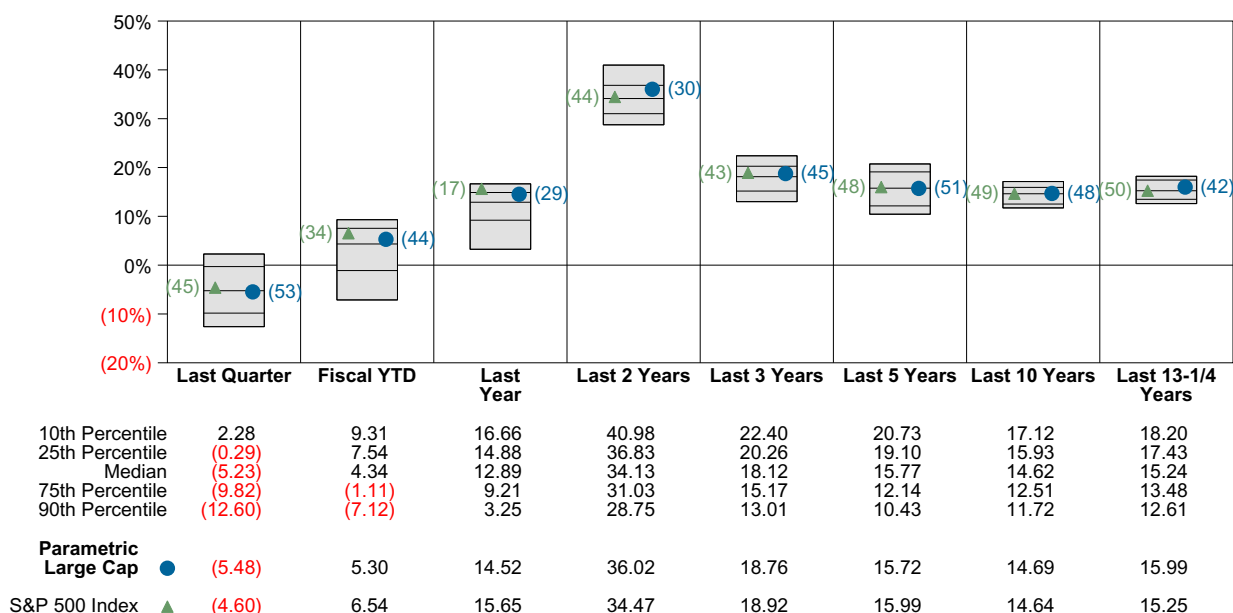 50%
40%
30%
20%
10%
0%
(10%)
(20%)
(45) (53)
(34) (44)
(17) (29)
(44) (30)
(43) (45)
(48) (51)
(49) (48)
(50) (42)
Last Quarter Fiscal YTD Last Year Last 2 Years Last 3 Years Last 5 Years Last 10 Years Last 13-1/4 Years
10th Percentile 2.28 9.31 16.66 40.98 22.40 20.73 17.12 18.20
25th Percentile (0.29) 7.54 14.88 36.83 20.26 19.10 15.93 17.43
Median (5.23) 4.34 12.89 34.13 18.12 15.77 14.62 15.24
75th Percentile (9.82) (1.11) 9.21 31.03 15.17 12.14 12.51 13.48
90th Percentile (12.60) (7.12) 3.25 28.75 13.01 10.43 11.72 12.61
Parametric
Large Cap (5.48) 5.30 14.52 36.02 18.76 15.72 14.69 15.99
S&P 500 Index (4.60) 6.54 15.65 34.47 18.92 15.99 14.64 15.25